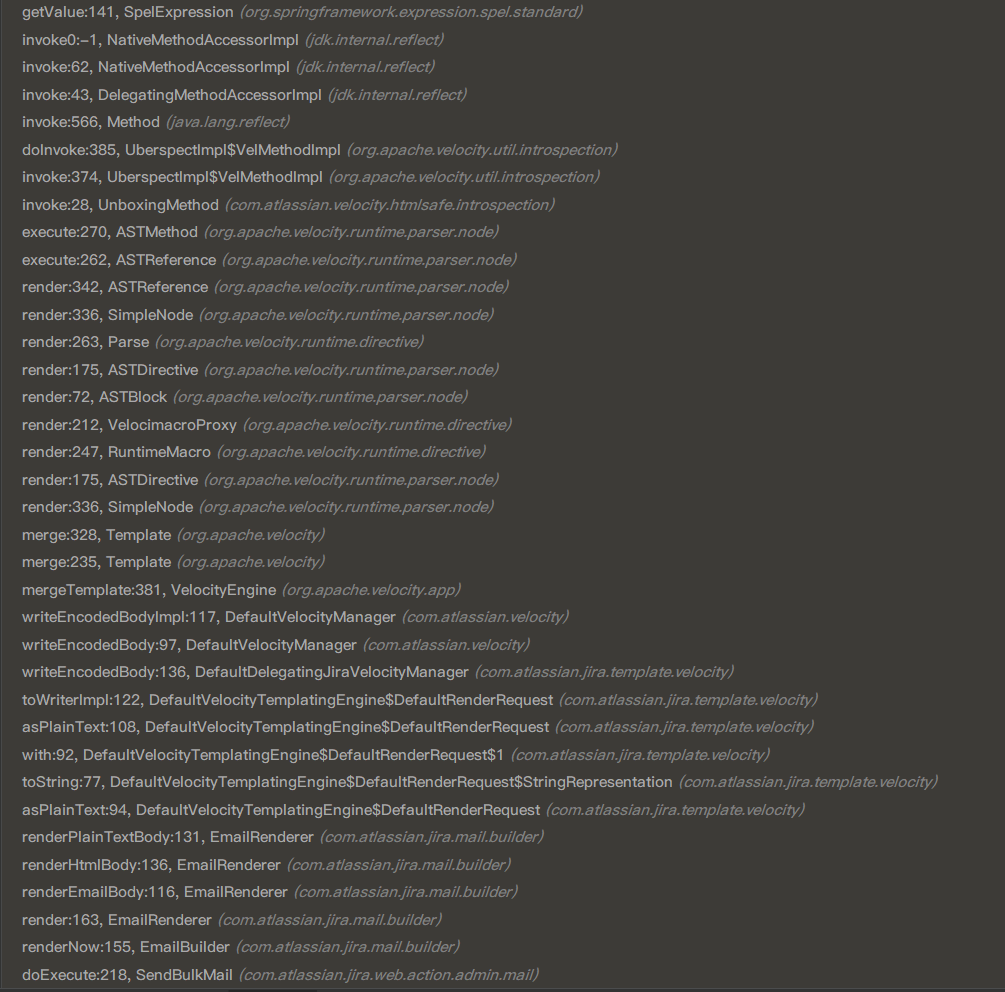 getValue:141, SpelExpression (org.springframework.expression.spel.standard)
invoke0:-1, NativeMethodAccessorImpl (jdk.internal.reflect)
invoke:62, NativeMethodAccessorImpl (jdk.internal.reflect)
invoke:43, DelegatingMethodAccessorImpl (jdk.internal.reflect)
invoke:566, Method (java.lang.reflect)
doInvoke:385, UberspectImpl$VelMethodImpl (org.apache.velocity.util.introspection)
invoke:374, UberspectImpl$VelMethodImpl (org.apache.velocity.util.introspection)
invoke:28, UnboxingMethod (com.atlassian.velocity.htmlsafe.introspection)
execute:270, ASTMethod (org.apache.velocity.runtime.parser.node)
execute:262, ASTReference (org.apache.velocity.runtime.parser.node)
render:342, ASTReference (org.apache.velocity.runtime.parser.node)
render:336, SimpleNode (org.apache.velocity.runtime.parser.node)
render:263, Parse (org.apache.velocity.runtime.directive)
render:175, ASTDirective (org.apache.velocity.runtime.parser.node)
render:72, ASTBlock (org.apache.velocity.runtime.parser.node)
render:212, VelocimacroProxy (org.apache.velocity.runtime.directive)
render:247, RuntimeMacro (org.apache.velocity.runtime.directive)
render:175, ASTDirective (org.apache.velocity.runtime.parser.node)
render:336, SimpleNode (org.apache.velocity.runtime.parser.node)
merge:328, Template (org.apache.velocity)
merge:235, Template (org.apache.velocity)
mergeTemplate:381, VelocityEngine (org.apache.velocity.app)
writeEncodedBodyImpl:117, DefaultVelocityManager (com.atlassian.velocity)
writeEncodedBody:97, DefaultVelocityManager (com.atlassian.velocity)
writeEncodedBody:136, DefaultDelegatingJiraVelocityManager (com.atlassian.jira.template.velocity)
toWriterImpl:122, DefaultVelocityTemplatingEngine$DefaultRenderRequest (com.atlassian.jira.template.velocity)
asPlainText:108, DefaultVelocityTemplatingEngine$DefaultRenderRequest (com.atlassian.jira.template.velocity)
with:92, DefaultVelocityTemplatingEngine$DefaultRenderRequest$1 (com.atlassian.jira.template.velocity)
toString:77, DefaultVelocityTemplatingEngine$DefaultRenderRequest$StringRepresentation (com.atlassian.jira.template.velocity)
asPlainText:94, DefaultVelocityTemplatingEngine$DefaultRenderRequest (com.atlassian.jira.template.velocity)
renderPlainTextBody:131, EmailRenderer (com.atlassian.jira.mail.builder)
renderHtmlBody:136, EmailRenderer (com.atlassian.jira.mail.builder)
renderEmailBody:116, EmailRenderer (com.atlassian.jira.mail.builder)
render:163, EmailRenderer (com.atlassian.jira.mail.builder)
renderNow:155, EmailBuilder (com.atlassian.jira.mail.builder)
doExecute:218, SendBulkMail (com.atlassian.jira.web.action.admin.mail)